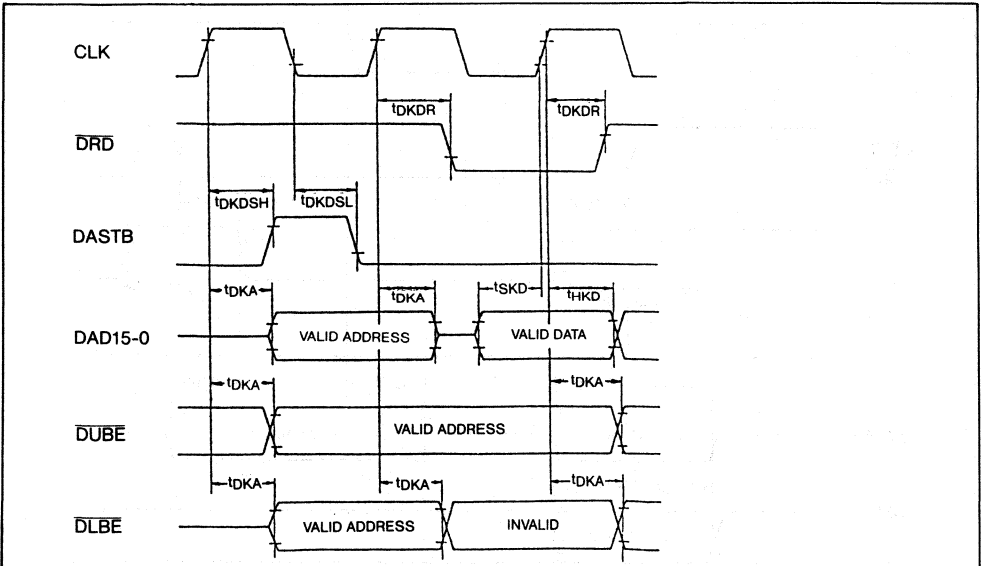 CLK
tDKDR tDKDR
DRD
tDKDSH tDKDSL
DASTB
tDKA tDKA tSKD tHKD
DAD15-0 VALID ADDRESS VALID DATA
tDKA tDKA
DUBE VALID ADDRESS
tDKA tDKA tDKA
DLBE VALID ADDRESS INVALID